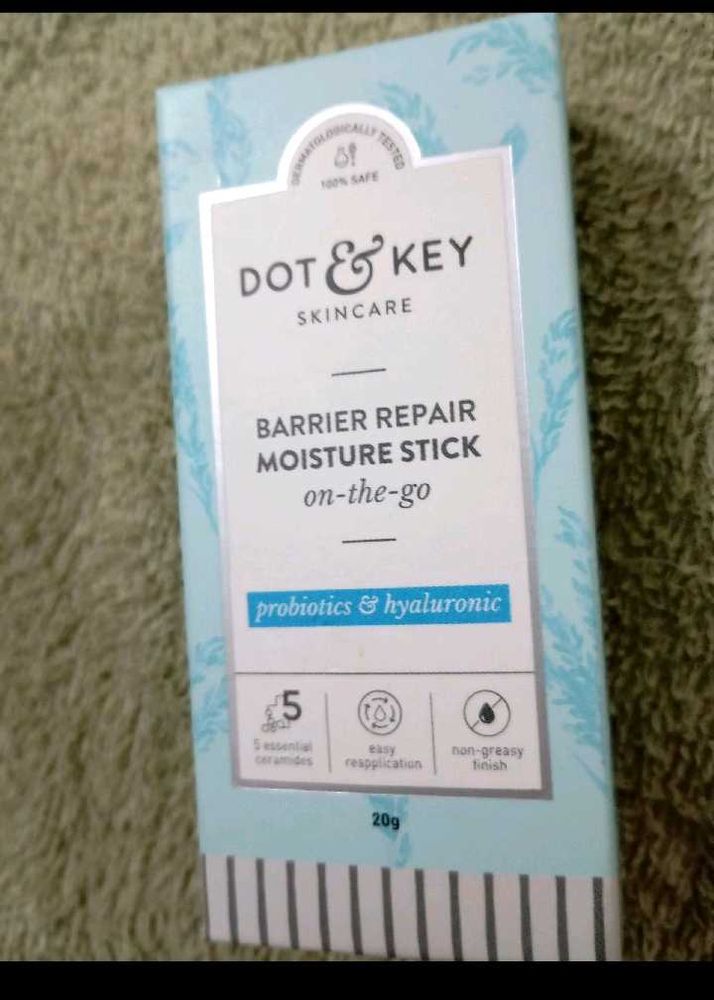 DERMATOLOGICALLY TESTED
100% SAFE
DOT & KEY
SKINCARE
BARRIER REPAIR
MOISTURE STICK
on-the-go
probiotics & hyaluronic
5
5 essential
ceramides
easy
reapplication
non-greasy
finish
20g